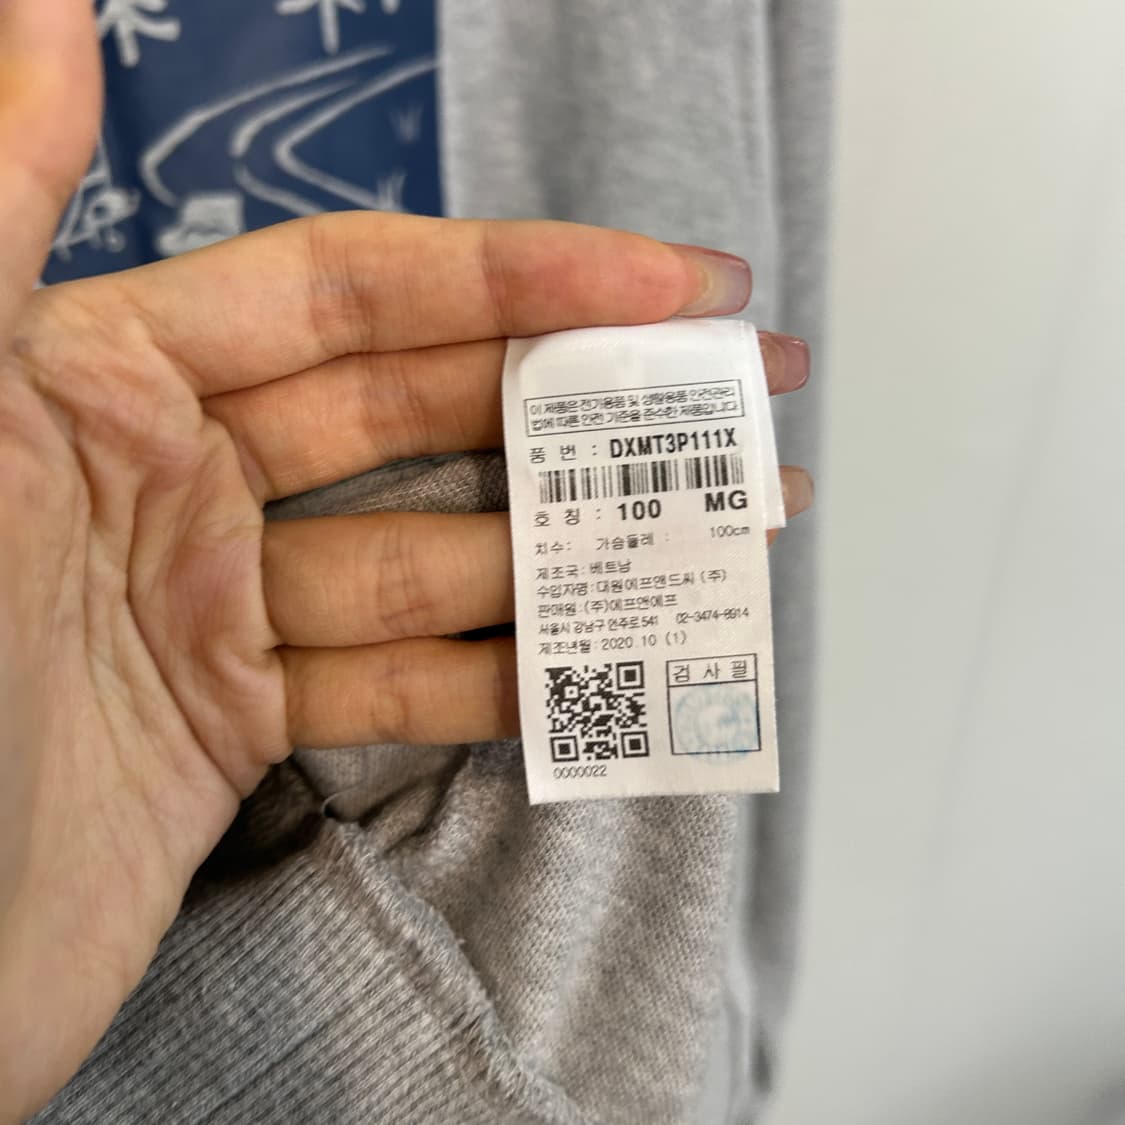 이 제품은 전기용품 및 생활용품 안전관리
법에 따른 안전 기준을 준수한 제품입니다
품 번 : DXMT3P111X
호 칭 : 100 MG
치수: 가슴둘레 : 100cm
제조국:베트남
수입자명:대원에프앤드씨 (주)
판매원:(주)에프앤에프
서울시 강남구 언주로 541 02-3474-8914
제조년월:2020.10 (1)
검 사 필
0000022